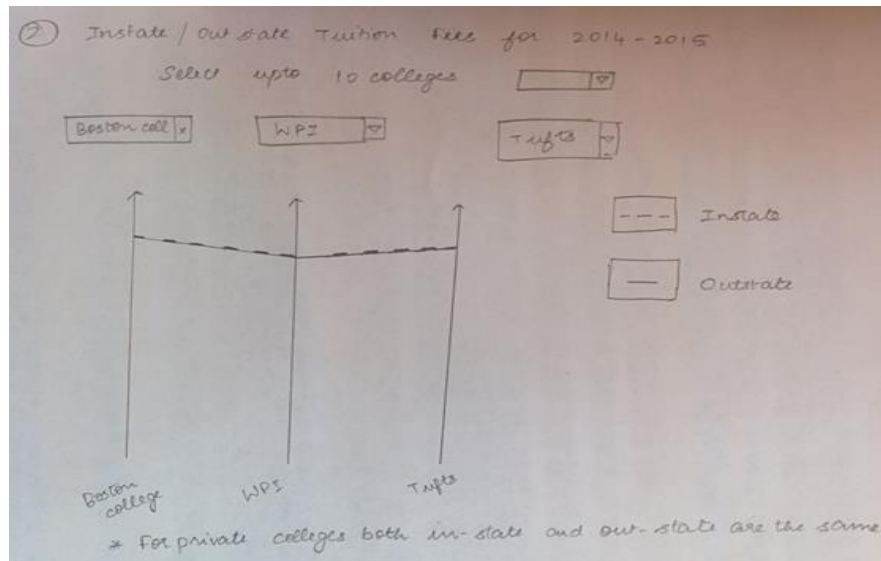 2 Instate / Out state Tuition Fees for 2014-2015
Select upto 10 colleges
Boston coll x WPI Tufts
Instate
Outstate
Boston college WPI Tufts
* For private colleges both in-state and out-state are the same